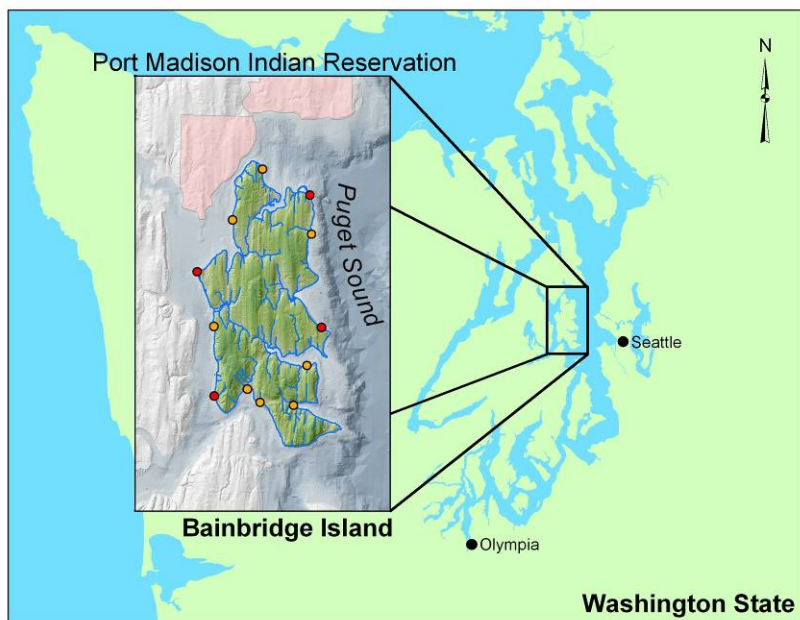 Port Madison Indian Reservation
N
Puget Sound
Seattle
Bainbridge Island
Olympia
Washington State